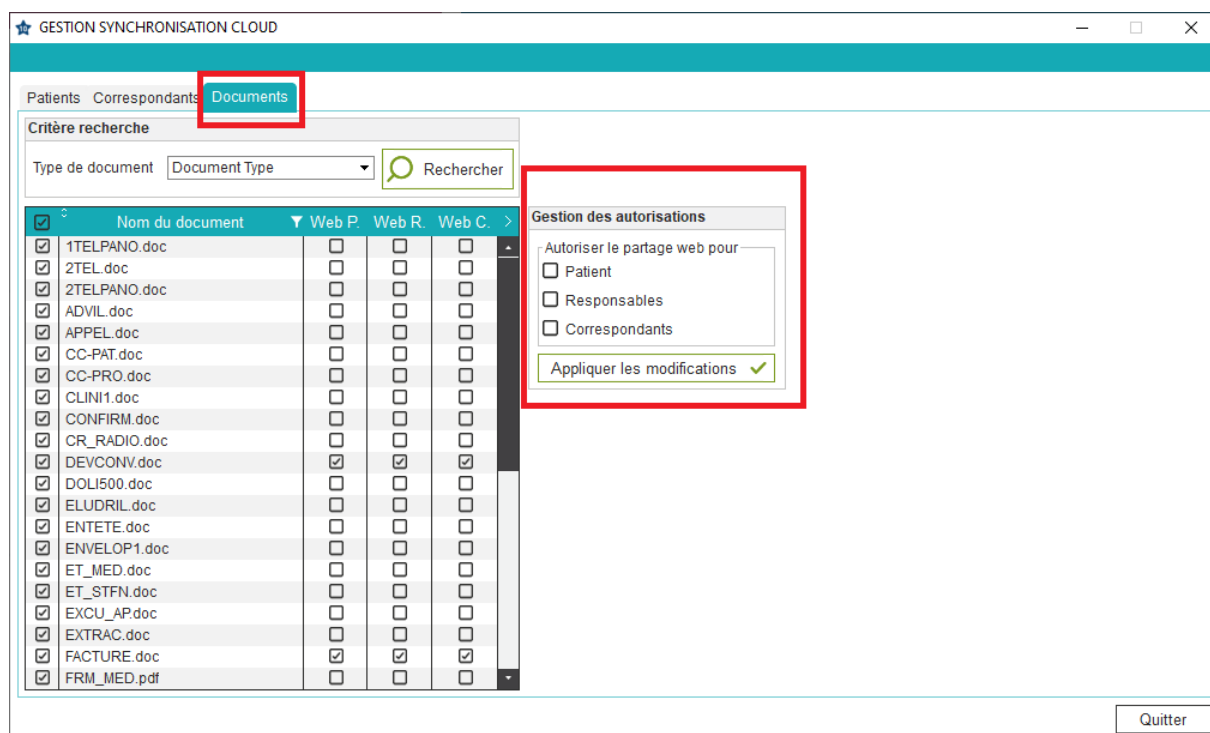 GESTION SYNCHRONISATION CLOUD
Patients Correspondants Documents
Critère recherche
Type de document Document Type Rechercher
Nom du document Web P. Web R. Web C.
1TELPANO.doc
2TEL.doc
2TELPANO.doc
ADVIL.doc
APPEL.doc
CC-PAT.doc
CC-PRO.doc
CLINI1.doc
CONFIRM.doc
CR_RADIO.doc
DEVCONV.doc
DOLI500.doc
ELUDRIL.doc
ENTETE.doc
ENVELOP1.doc
ET_MED.doc
ET_STFN.doc
EXCU_AP.doc
EXTRAC.doc
FACTURE.doc
FRM_MED.pdf
Gestion des autorisations
Autoriser le partage web pour
Patient
Responsables
Correspondants
Appliquer les modifications
Quitter